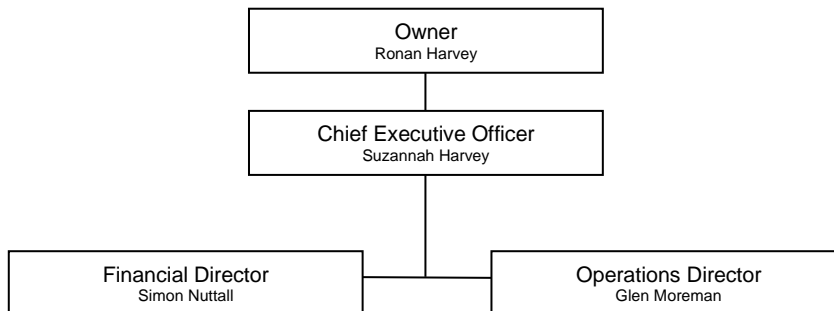 Owner
Ronan Harvey
Chief Executive Officer
Suzannah Harvey
Financial Director
Simon Nuttall
Operations Director
Glen Moreman